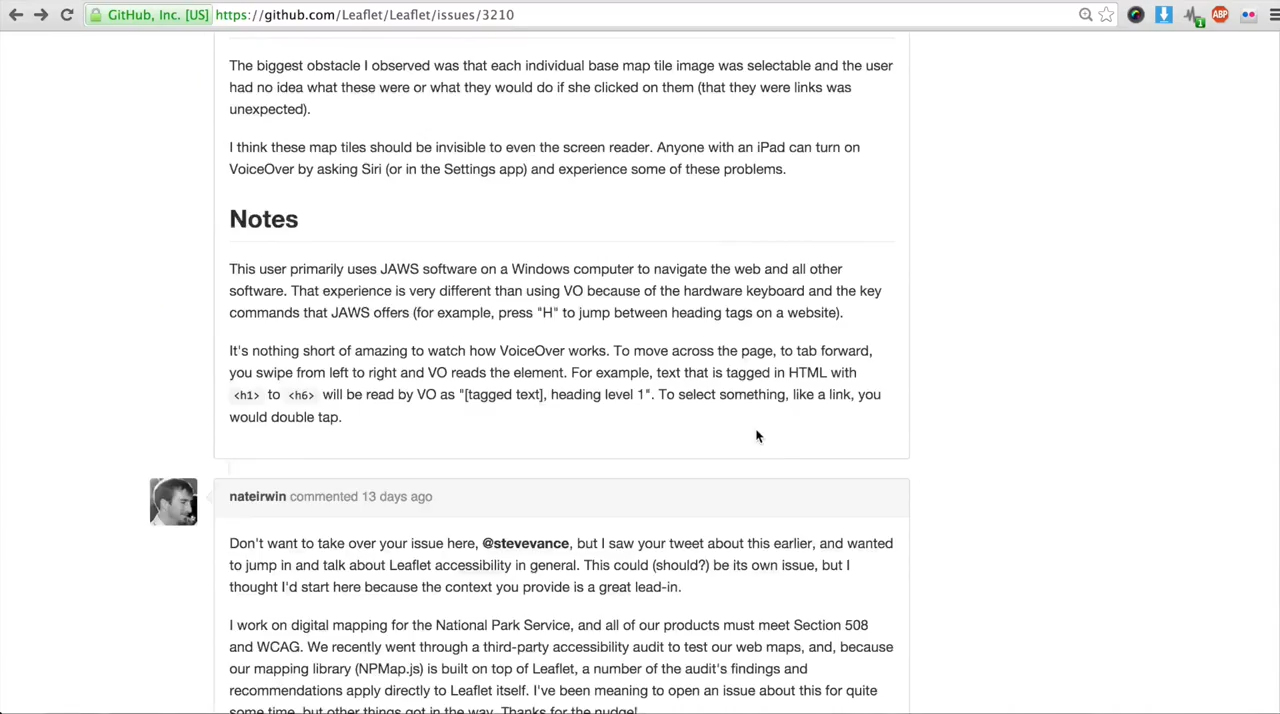 GitHub, Inc. [US] https://github.com/Leaflet/Leaflet/issues/3210
1
ABP
The biggest obstacle I observed was that each individual base map tile image was selectable and the user
had no idea what these were or what they would do if she clicked on them (that they were links was
unexpected).
I think these map tiles should be invisible to even the screen reader. Anyone with an iPad can turn on
VoiceOver by asking Siri (or in the Settings app) and experience some of these problems.
Notes
This user primarily uses JAWS software on a Windows computer to navigate the web and all other
software. That experience is very different than using VO because of the hardware keyboard and the key
commands that JAWS offers (for example, press "H" to jump between heading tags on a website).
It's nothing short of amazing to watch how VoiceOver works. To move across the page, to tab forward,
you swipe from left to right and VO reads the element. For example, text that is tagged in HTML with
<h1> to <h6> will be read by VO as "[tagged text], heading level 1". To select something, like a link, you
would double tap.
nateirwin commented 13 days ago
Don't want to take over your issue here, @stevevance, but I saw your tweet about this earlier, and wanted
to jump in and talk about Leaflet accessibility in general. This could (should?) be its own issue, but I
thought I'd start here because the context you provide is a great lead-in.
I work on digital mapping for the National Park Service, and all of our products must meet Section 508
and WCAG. We recently went through a third-party accessibility audit to test our web maps, and, because
our mapping library (NPMap.js) is built on top of Leaflet, a number of the audit's findings and
recommendations apply directly to Leaflet itself. I've been meaning to open an issue about this for quite
some time, but other things got in the way. Thanks for the nudge!